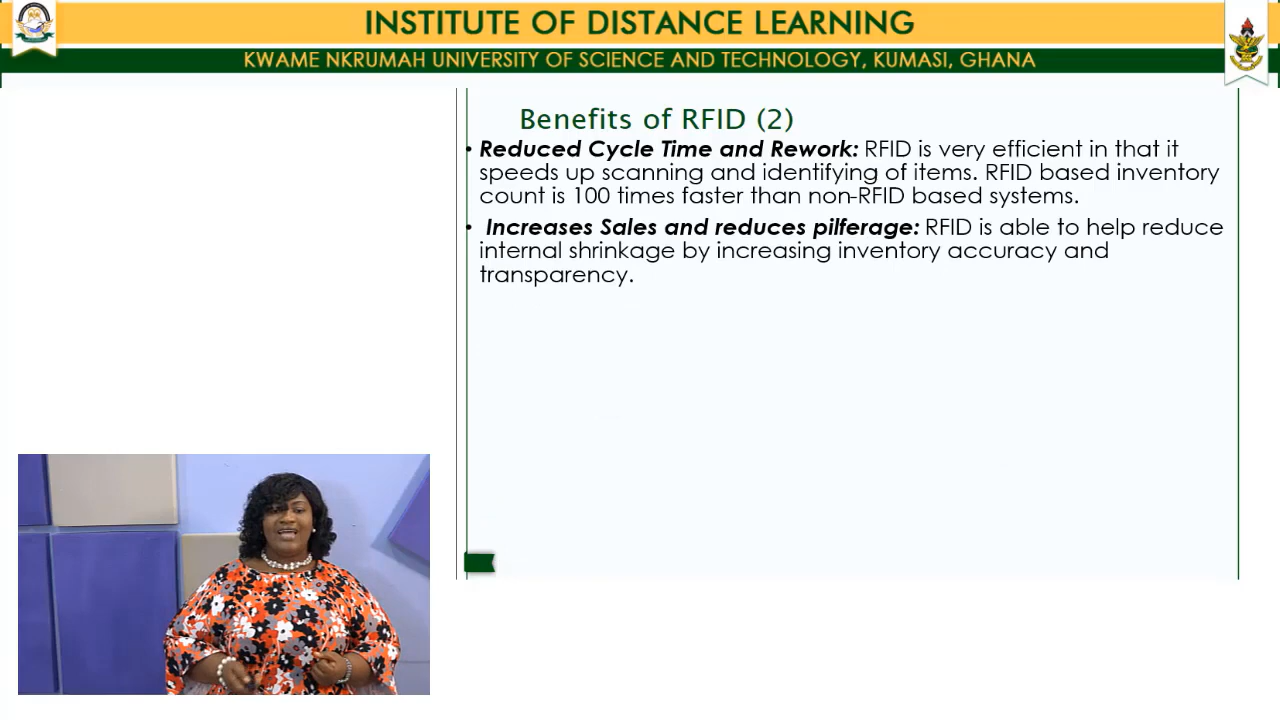 INSTITUTE OF DISTANCE LEARNING
KWAME NKRUMAH UNIVERSITY OF SCIENCE AND TECHNOLOGY, KUMASI, GHANA
Benefits of RFID (2)
• Reduced Cycle Time and Rework: RFID is very efficient in that it
speeds up scanning and identifying of items. RFID based inventory
count is 100 times faster than non-RFID based systems.
• Increases Sales and reduces pilferage: RFID is able to help reduce
internal shrinkage by increasing inventory accuracy and
transparency.